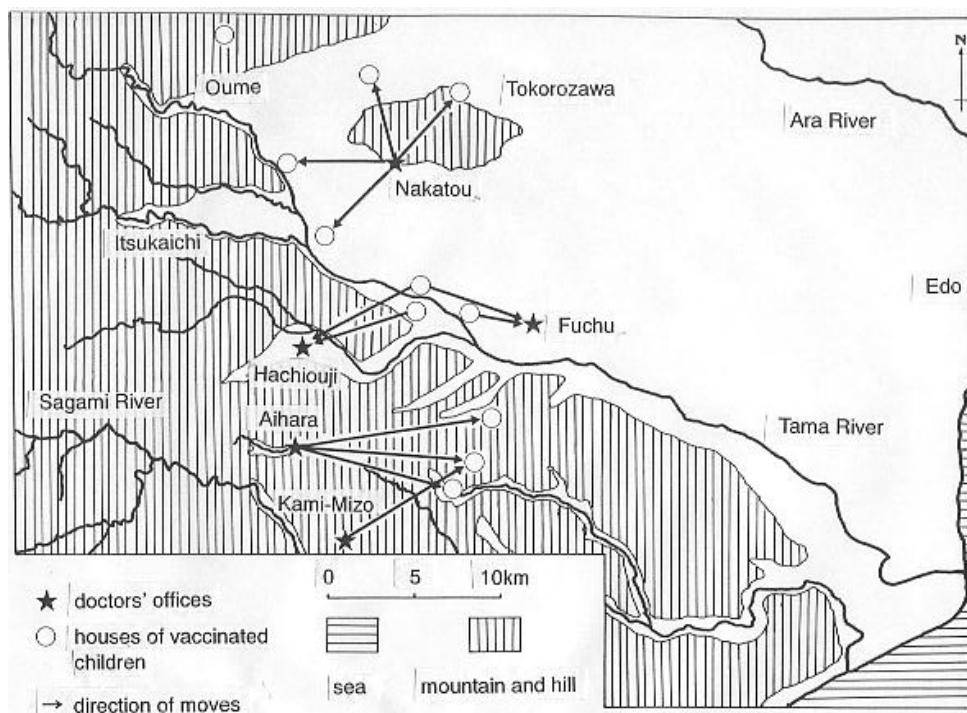 N
Oume
Tokorozawa
Ara River
Nakatou
Itsukaichi
Edo
Fuchu
Hachiouji
Sagami River
Aihara
Tama River
Kami-Mizo
0 5 10km
doctors' offices
houses of vaccinated
children
sea
mountain and hill
direction of moves